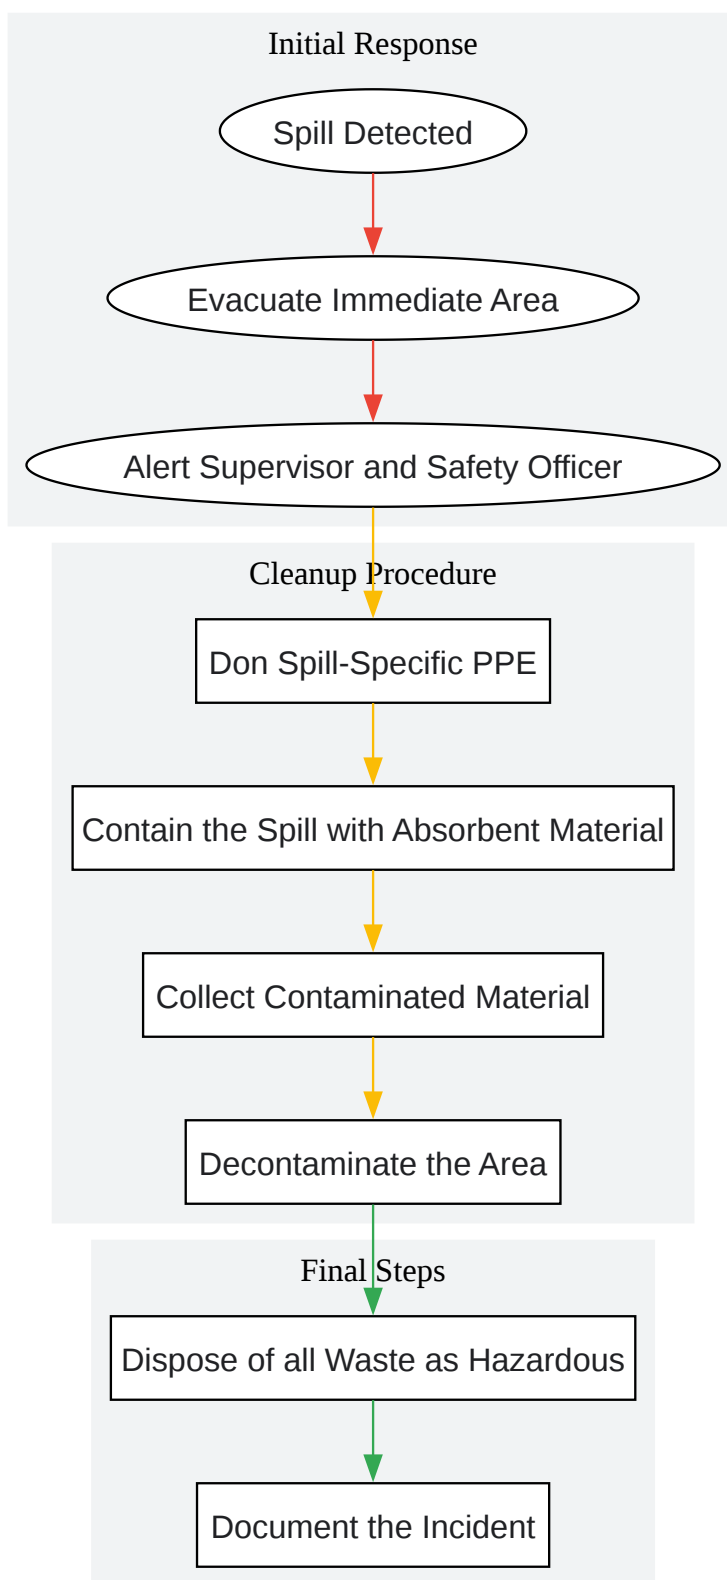 Initial Response
Spill Detected
Evacuate Immediate Area
Alert Supervisor and Safety Officer
Cleanup Procedure
Don Spill-Specific PPE
Contain the Spill with Absorbent Material
Collect Contaminated Material
Decontaminate the Area
Final Steps
Dispose of all Waste as Hazardous
Document the Incident